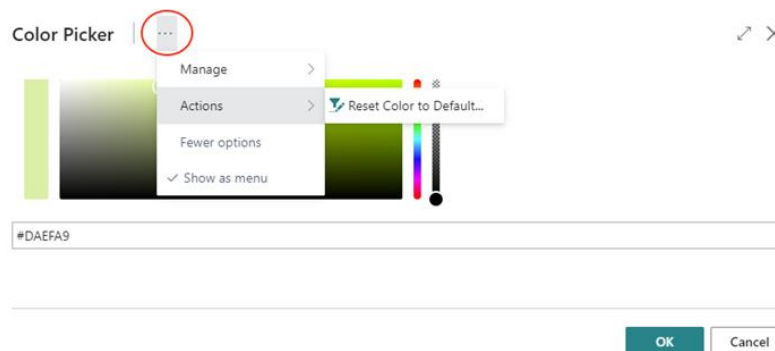 Color Picker
...
Manage
Actions
Reset Color to Default...
Fewer options
Show as menu
#DAEFA9
OK
Cancel